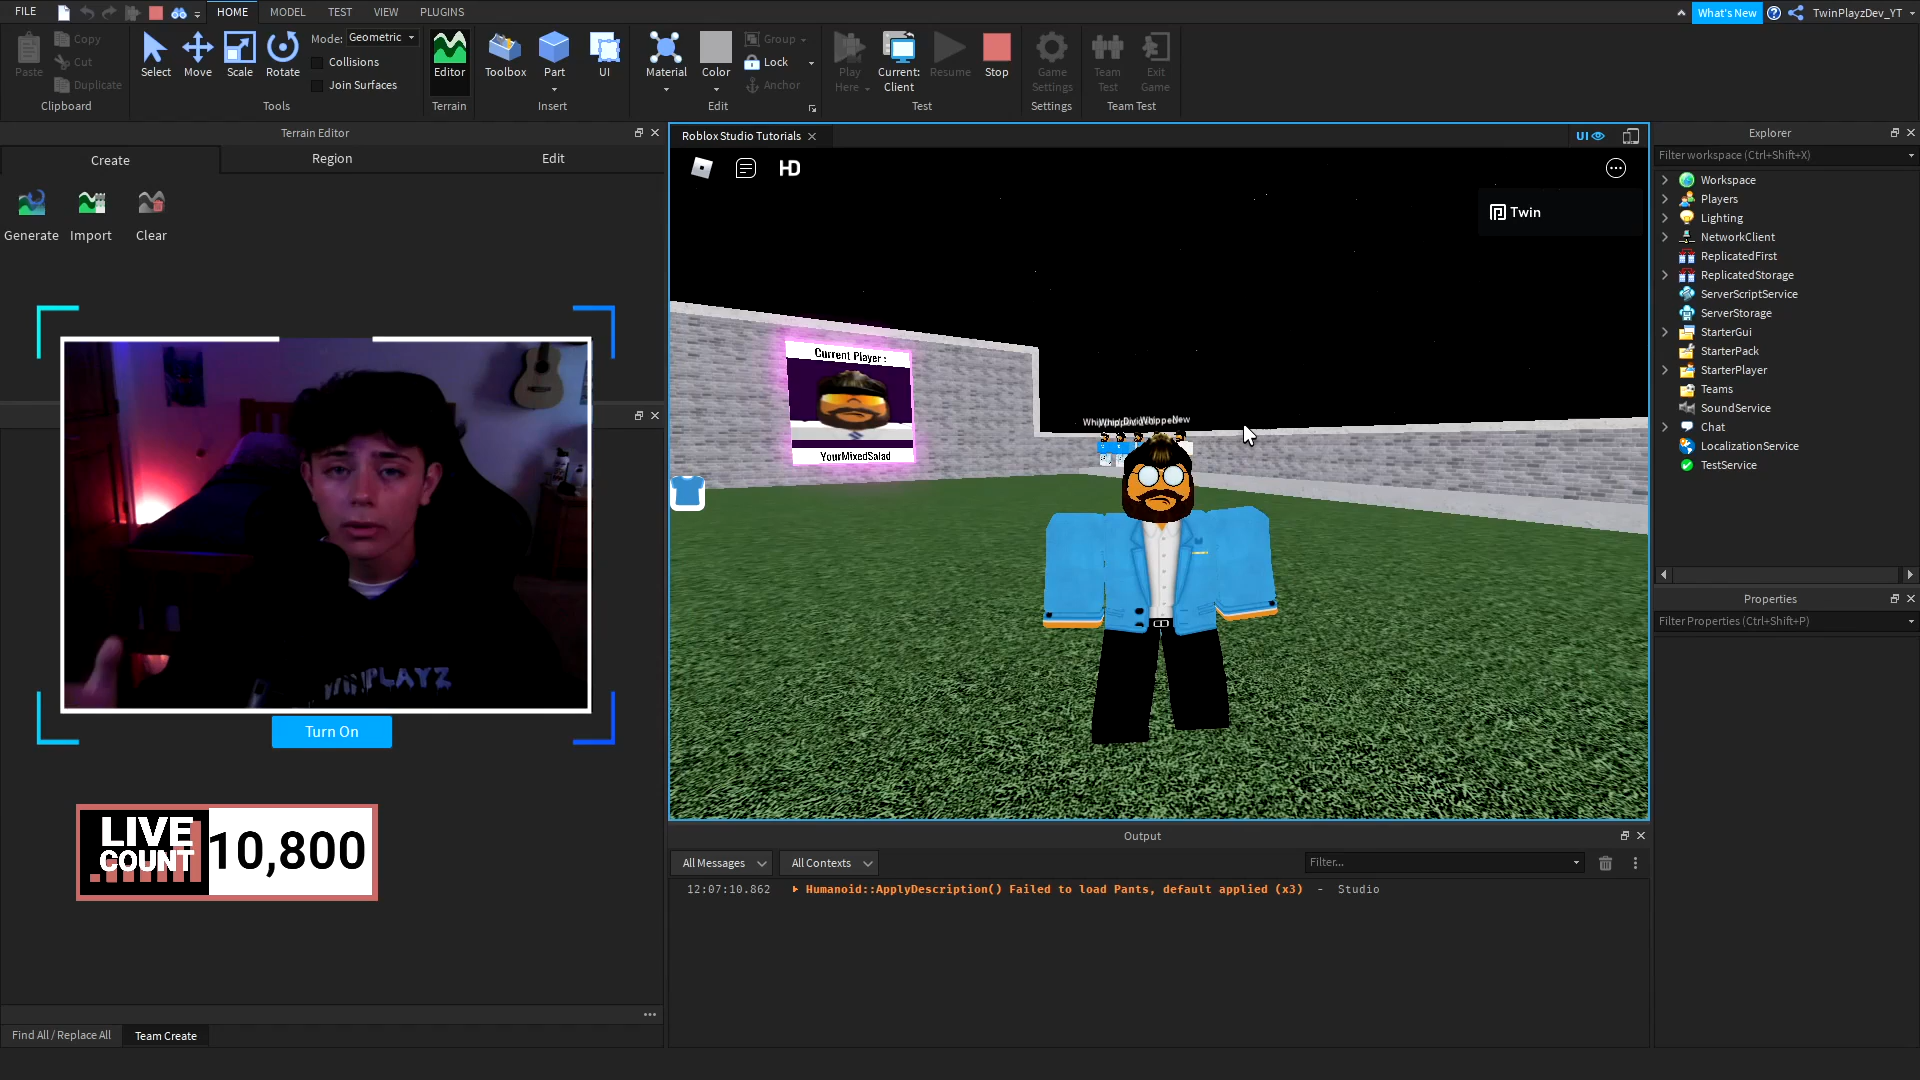 FILE HOME MODEL TEST VIEW PLUGINS What's New TwinPlayzDev_YT
Paste Copy Cut Duplicate Clipboard
Select Move Scale Rotate Mode: Geometric Collisions Join Surfaces Tools
Editor Terrain
Toolbox Part UI Insert
Material Color Group Lock Anchor Edit
Play Here Current: Client Resume Stop Test
Game Settings Settings
Team Test Exit Game Team Test
Terrain Editor
Create Region Edit
Generate Import Clear
PLAYZ
Turn On
LIVE COUNT 10,800
Find All / Replace All Team Create
Roblox Studio Tutorials UI
HD
Twin
Current Player :
YourMixedSalad
Output
All Messages All Contexts Filter...
12:07:10.862 Humanoid::ApplyDescription() Failed to load Pants, default applied (x3) - Studio
Explorer
Filter workspace (Ctrl+Shift+X)
Workspace
Players
Lighting
NetworkClient
ReplicatedFirst
ReplicatedStorage
ServerScriptService
ServerStorage
StarterGui
StarterPack
StarterPlayer
Teams
SoundService
Chat
LocalizationService
TestService
Properties
Filter Properties (Ctrl+Shift+P)